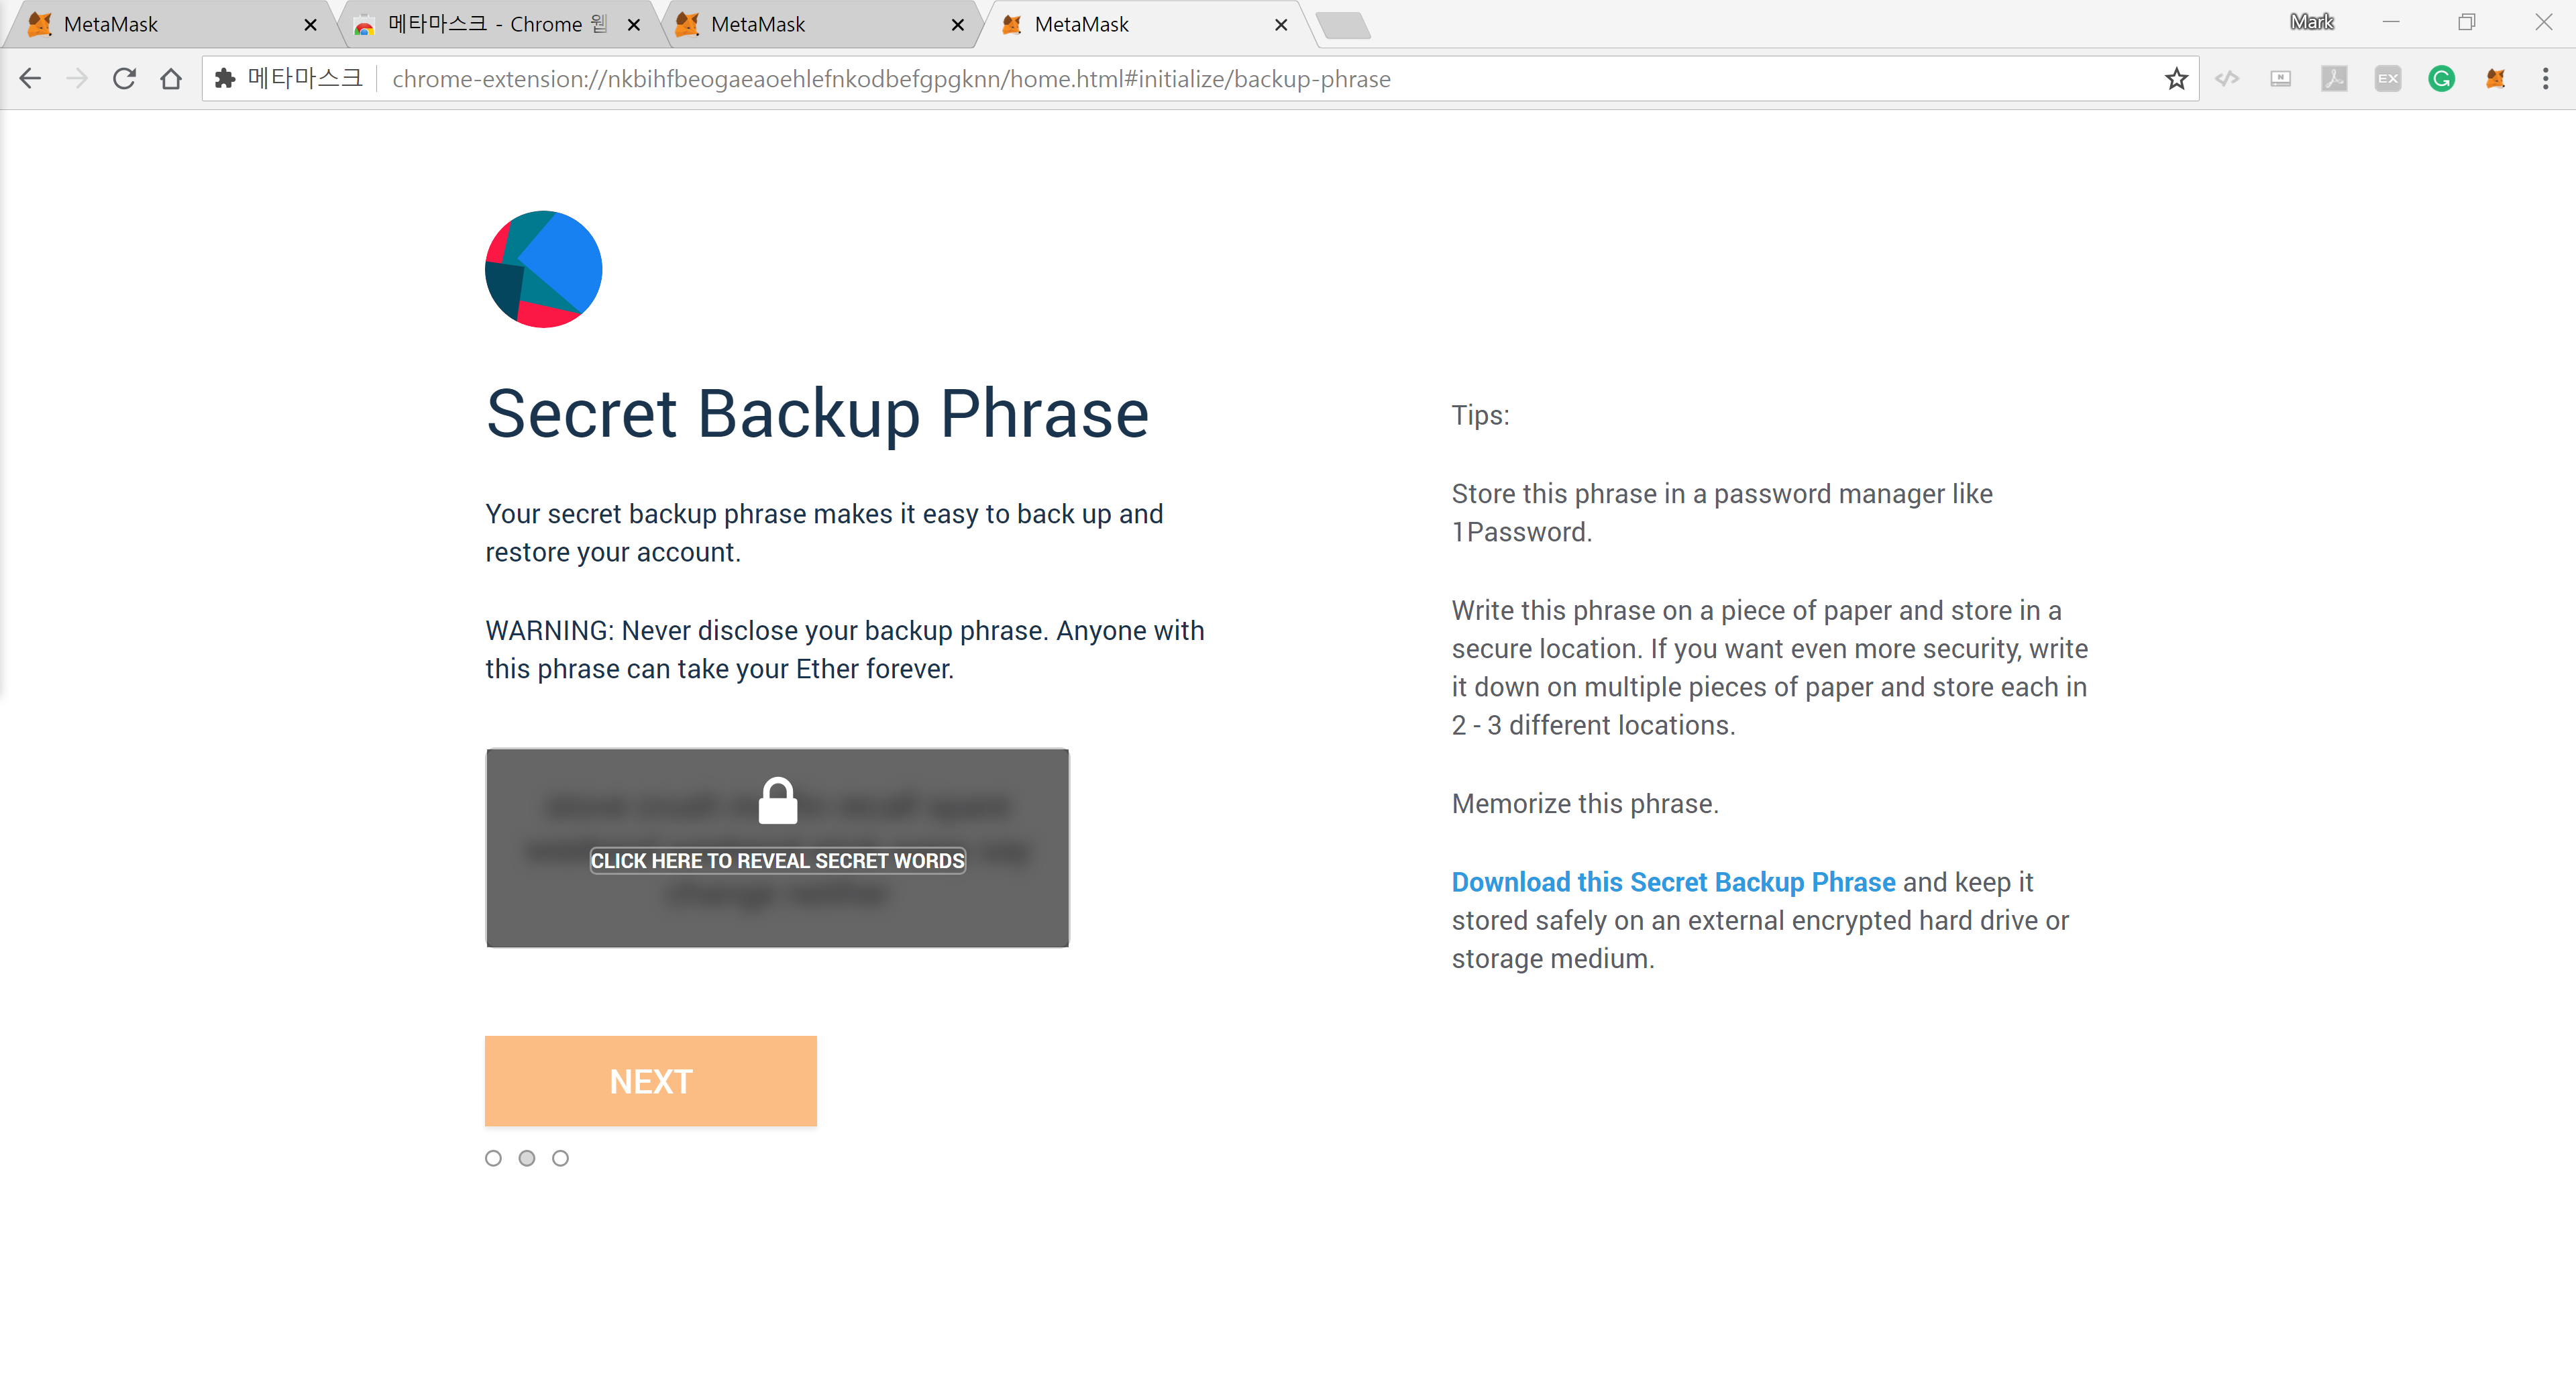 MetaMask
메타마스크 - Chrome 웹
MetaMask
MetaMask
Mark
메타마스크
chrome-extension://nkbihfbeogaeaoehlefnkodbefgpgknn/home.html#initialize/backup-phrase
EX
Secret Backup Phrase
Your secret backup phrase makes it easy to back up and
restore your account.
WARNING: Never disclose your backup phrase. Anyone with
this phrase can take your Ether forever.
CLICK HERE TO REVEAL SECRET WORDS
NEXT
Tips:
Store this phrase in a password manager like
1Password.
Write this phrase on a piece of paper and store in a
secure location. If you want even more security, write
it down on multiple pieces of paper and store each in
2 - 3 different locations.
Memorize this phrase.
Download this Secret Backup Phrase and keep it
stored safely on an external encrypted hard drive or
storage medium.